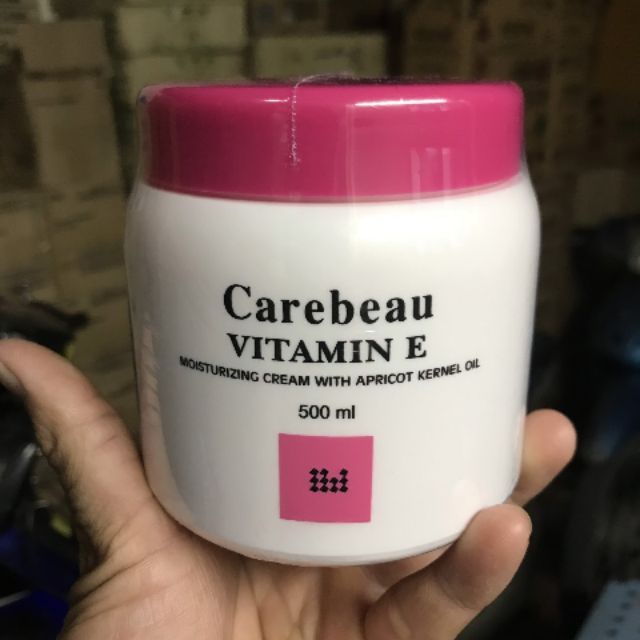 Carebeau
VITAMIN E
MOISTURIZING CREAM WITH APRICOT KERNEL OIL
500 ml